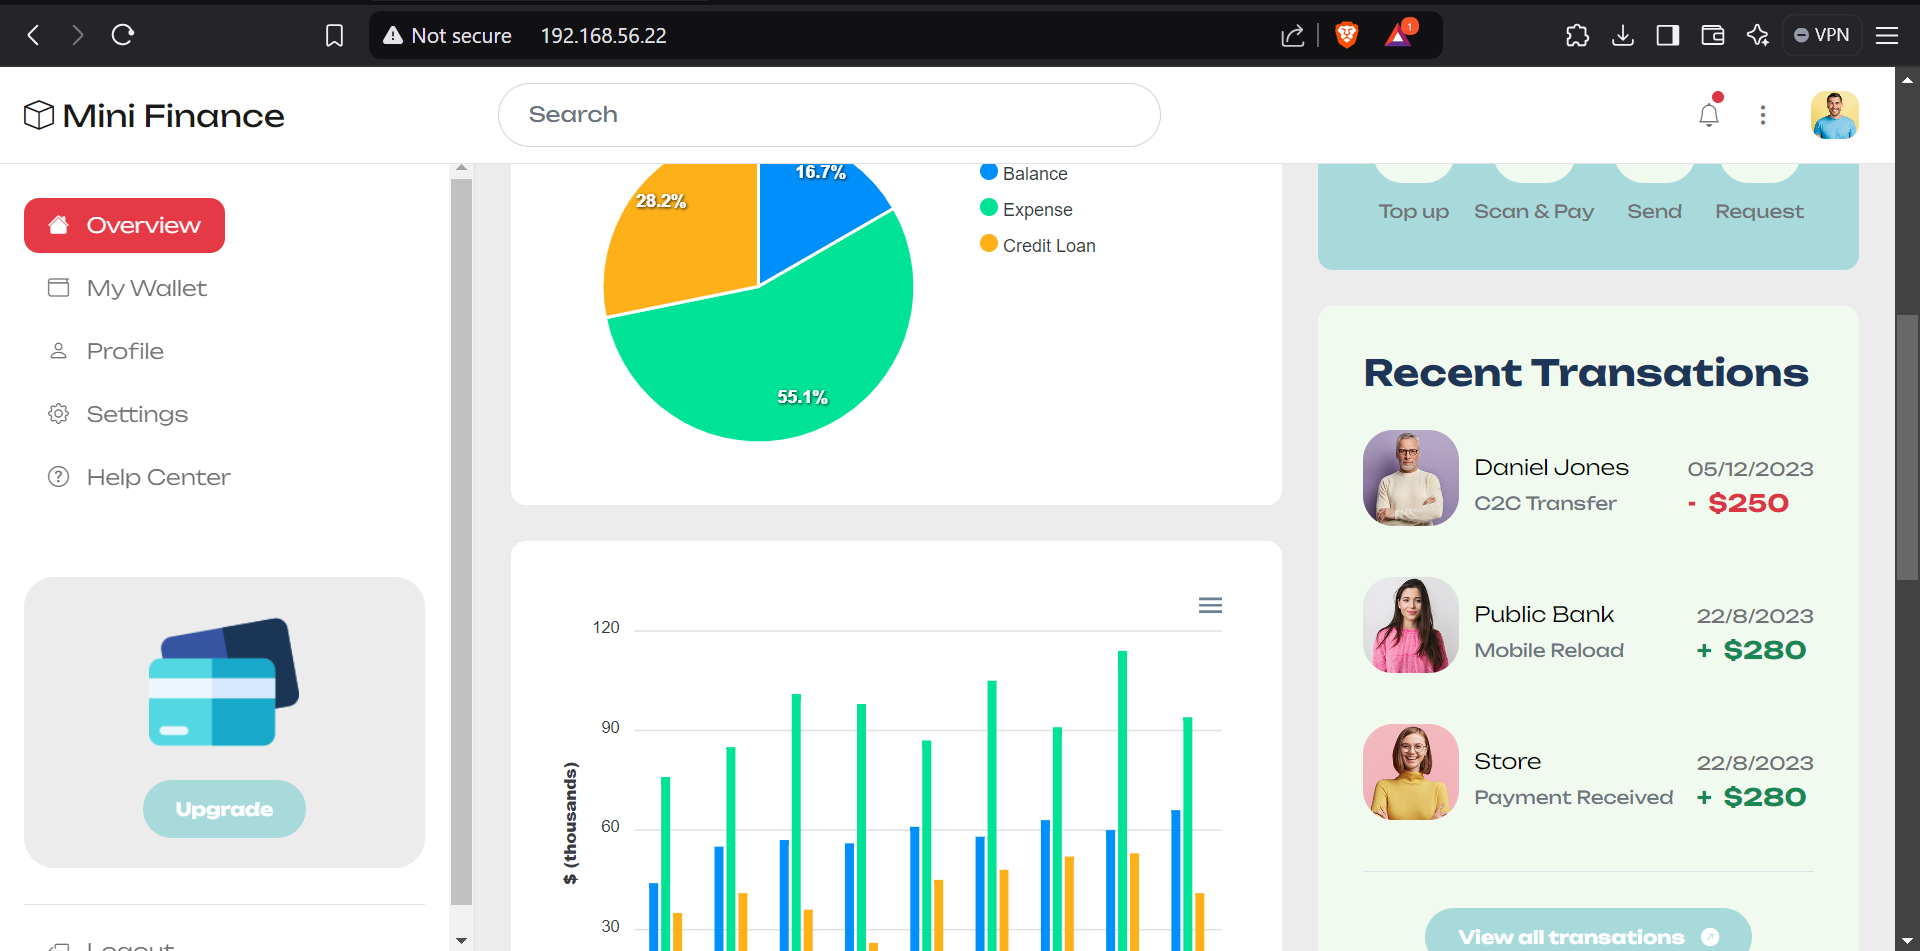 Not secure
192.168.56.22
1
VPN
Mini Finance
Search
Overview
My Wallet
Profile
Settings
Help Center
Upgrade
Logout
16.7%
28.2%
55.1%
Balance
Expense
Credit Loan
120
90
60
30
$ (thousands)
Top up
Scan & Pay
Send
Request
Recent Transations
Daniel Jones
05/12/2023
C2C Transfer
- $250
Public Bank
22/8/2023
Mobile Reload
+ $280
Store
22/8/2023
Payment Received
+ $280
View all transations